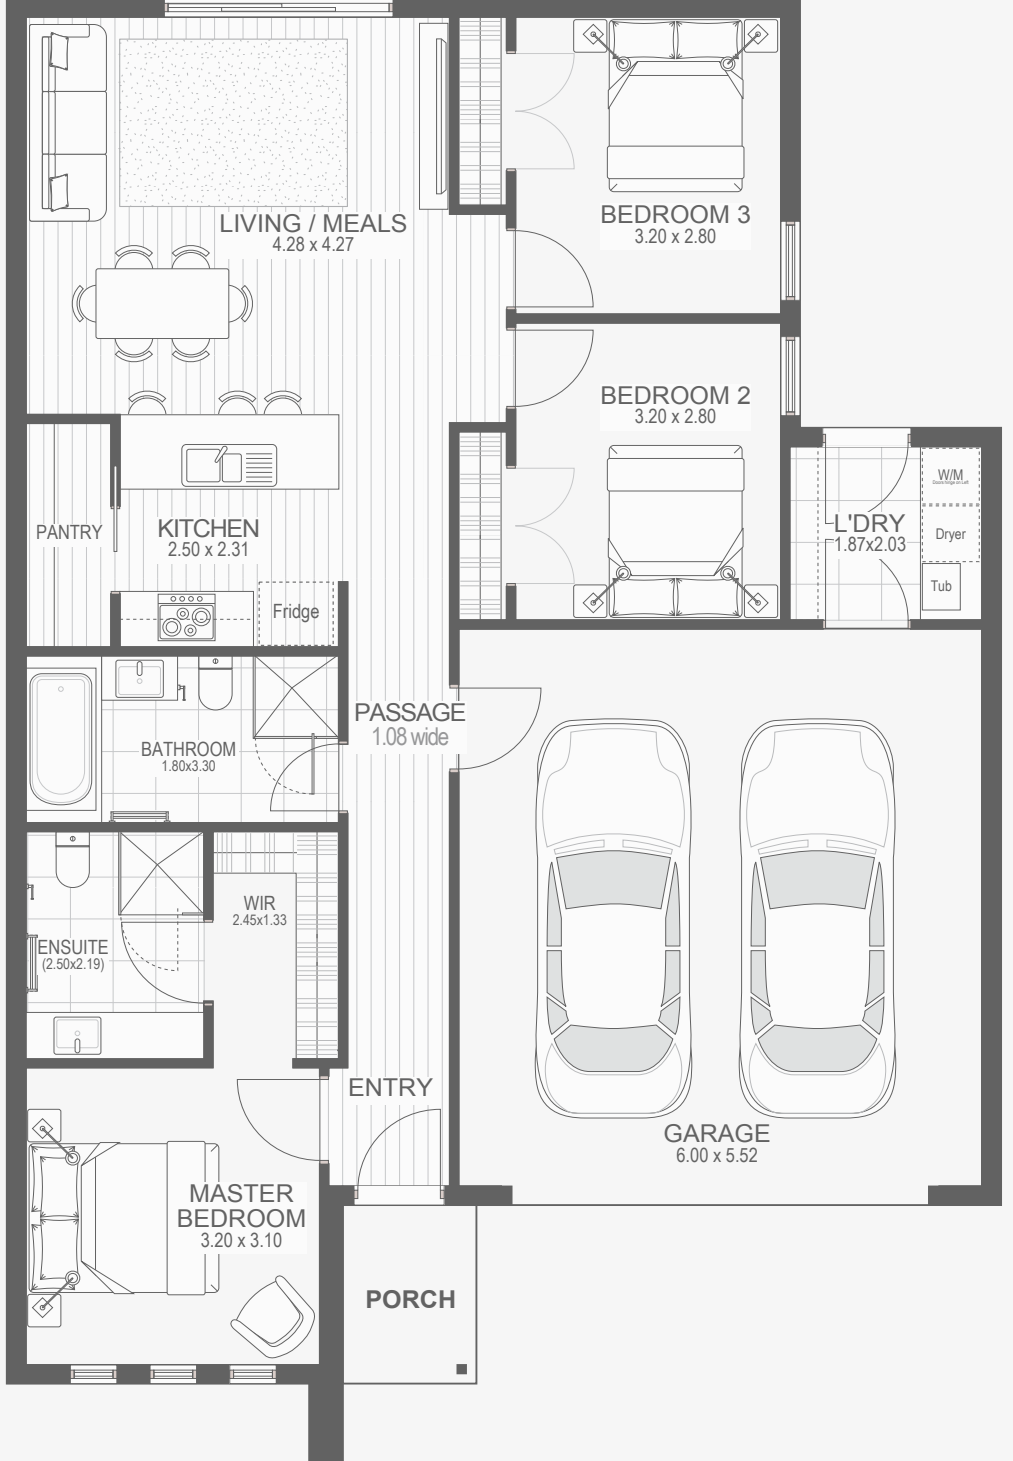 LIVING / MEALS
4.28 x 4.27
BEDROOM 3
3.20 x 2.80
BEDROOM 2
3.20 x 2.80
PANTRY
KITCHEN
2.50 x 2.31
Fridge
W/M
L'DRY
1.87x2.03
Dryer
Tub
PASSAGE
1.08 wide
BATHROOM
1.80x3.30
WIR
2.45x1.33
ENSUITE
(2.50x2.19)
ENTRY
GARAGE
6.00 x 5.52
MASTER
BEDROOM
3.20 x 3.10
PORCH